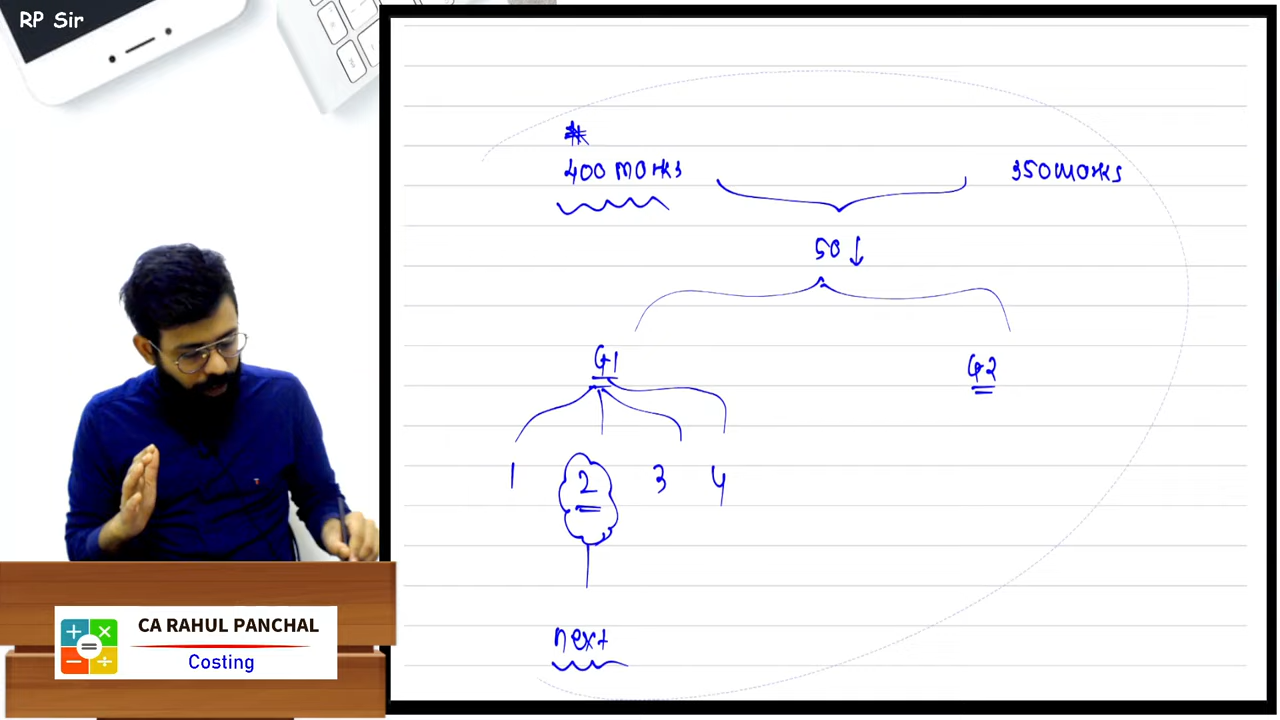 RP Sir
400 marks
350 marks
50 ↓
G1
G2
1 2 3 4
next
CA RAHUL PANCHAL
Costing